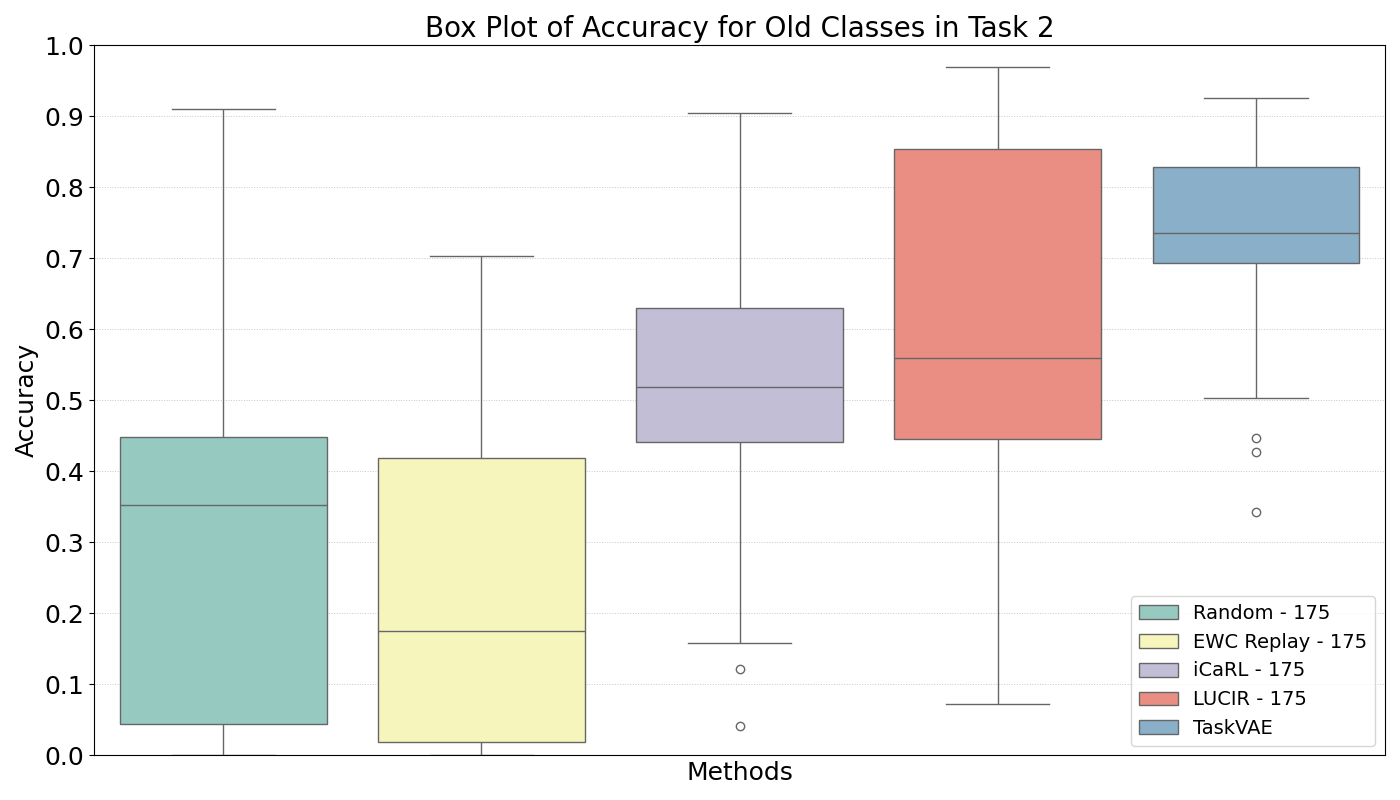 Box Plot of Accuracy for Old Classes in Task 2
1.0
0.9
0.8
0.7
0.6
0.5
0.4
0.3
0.2
0.1
0.0
Accuracy
Methods
Random - 175
EWC Replay - 175
iCaRL - 175
LUCIR - 175
TaskVAE